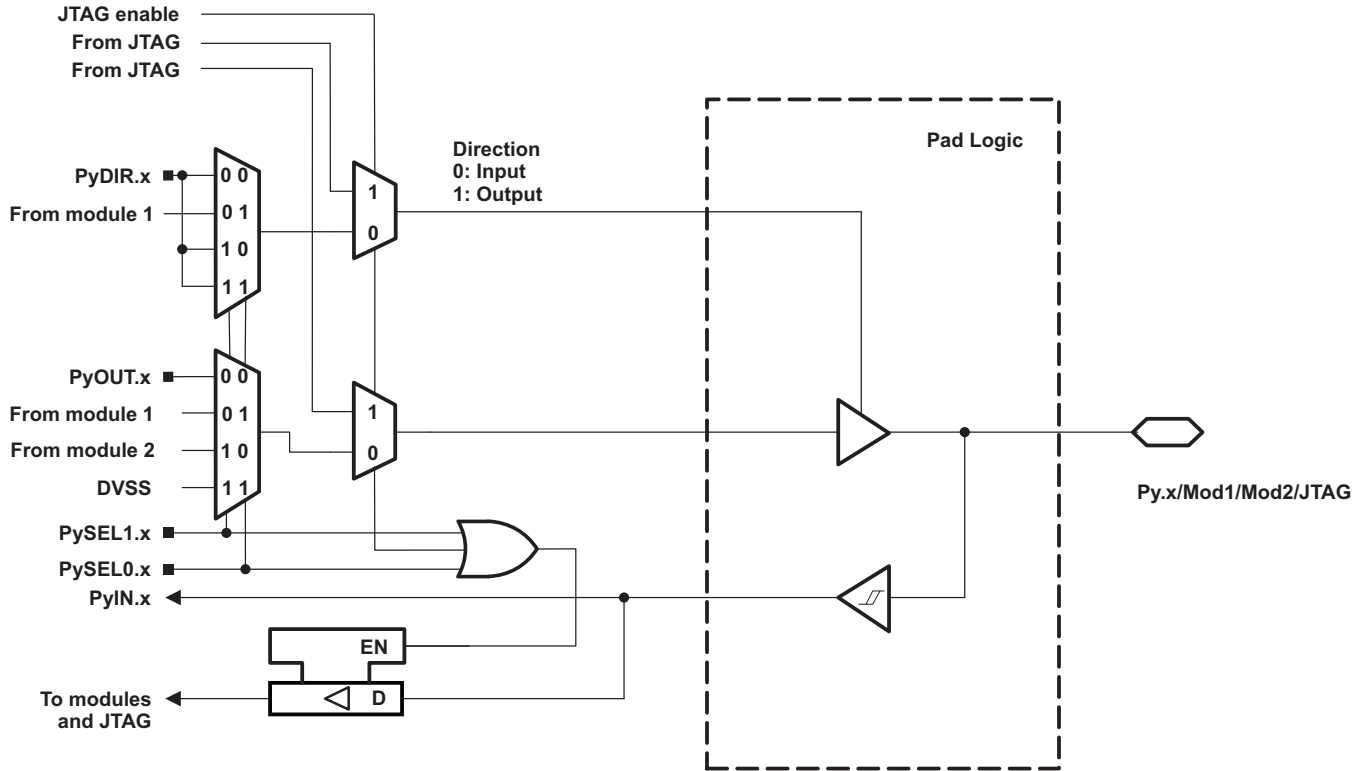 JTAG enable
From JTAG
From JTAG
Direction
0: Input
1: Output
Pad Logic
PyDIR.x
0 0
From module 1
0 1
1 0
1 1
1
0
PyOUT.x
0 0
From module 1
0 1
From module 2
1 0
DVSS
1 1
1
0
Py.x/Mod1/Mod2/JTAG
PySEL1.x
PySEL0.x
PyIN.x
EN
D
To modules
and JTAG